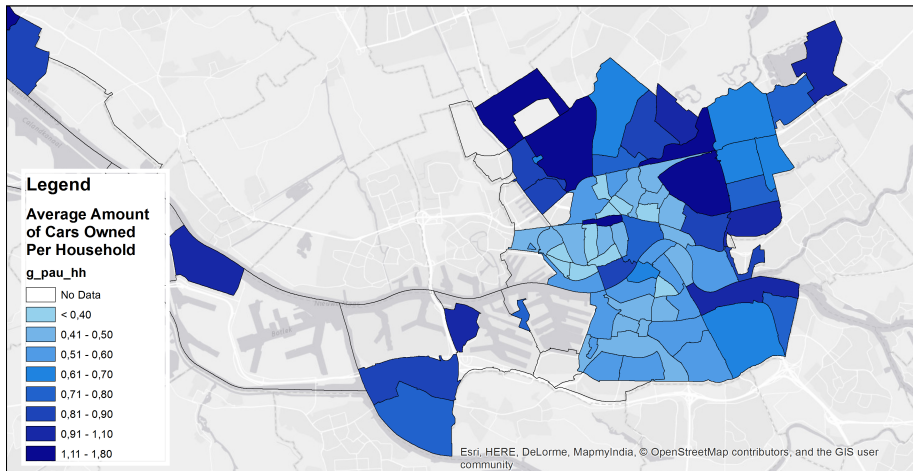 Legend
Average Amount
of Cars Owned
Per Household
g_pau_hh
No Data
< 0,40
0,41 - 0,50
0,51 - 0,60
0,61 - 0,70
0,71 - 0,80
0,81 - 0,90
0,91 - 1,10
1,11 - 1,80
Botlek
Esri, HERE, DeLorme, MapmyIndia, © OpenStreetMap contributors, and the GIS user
community